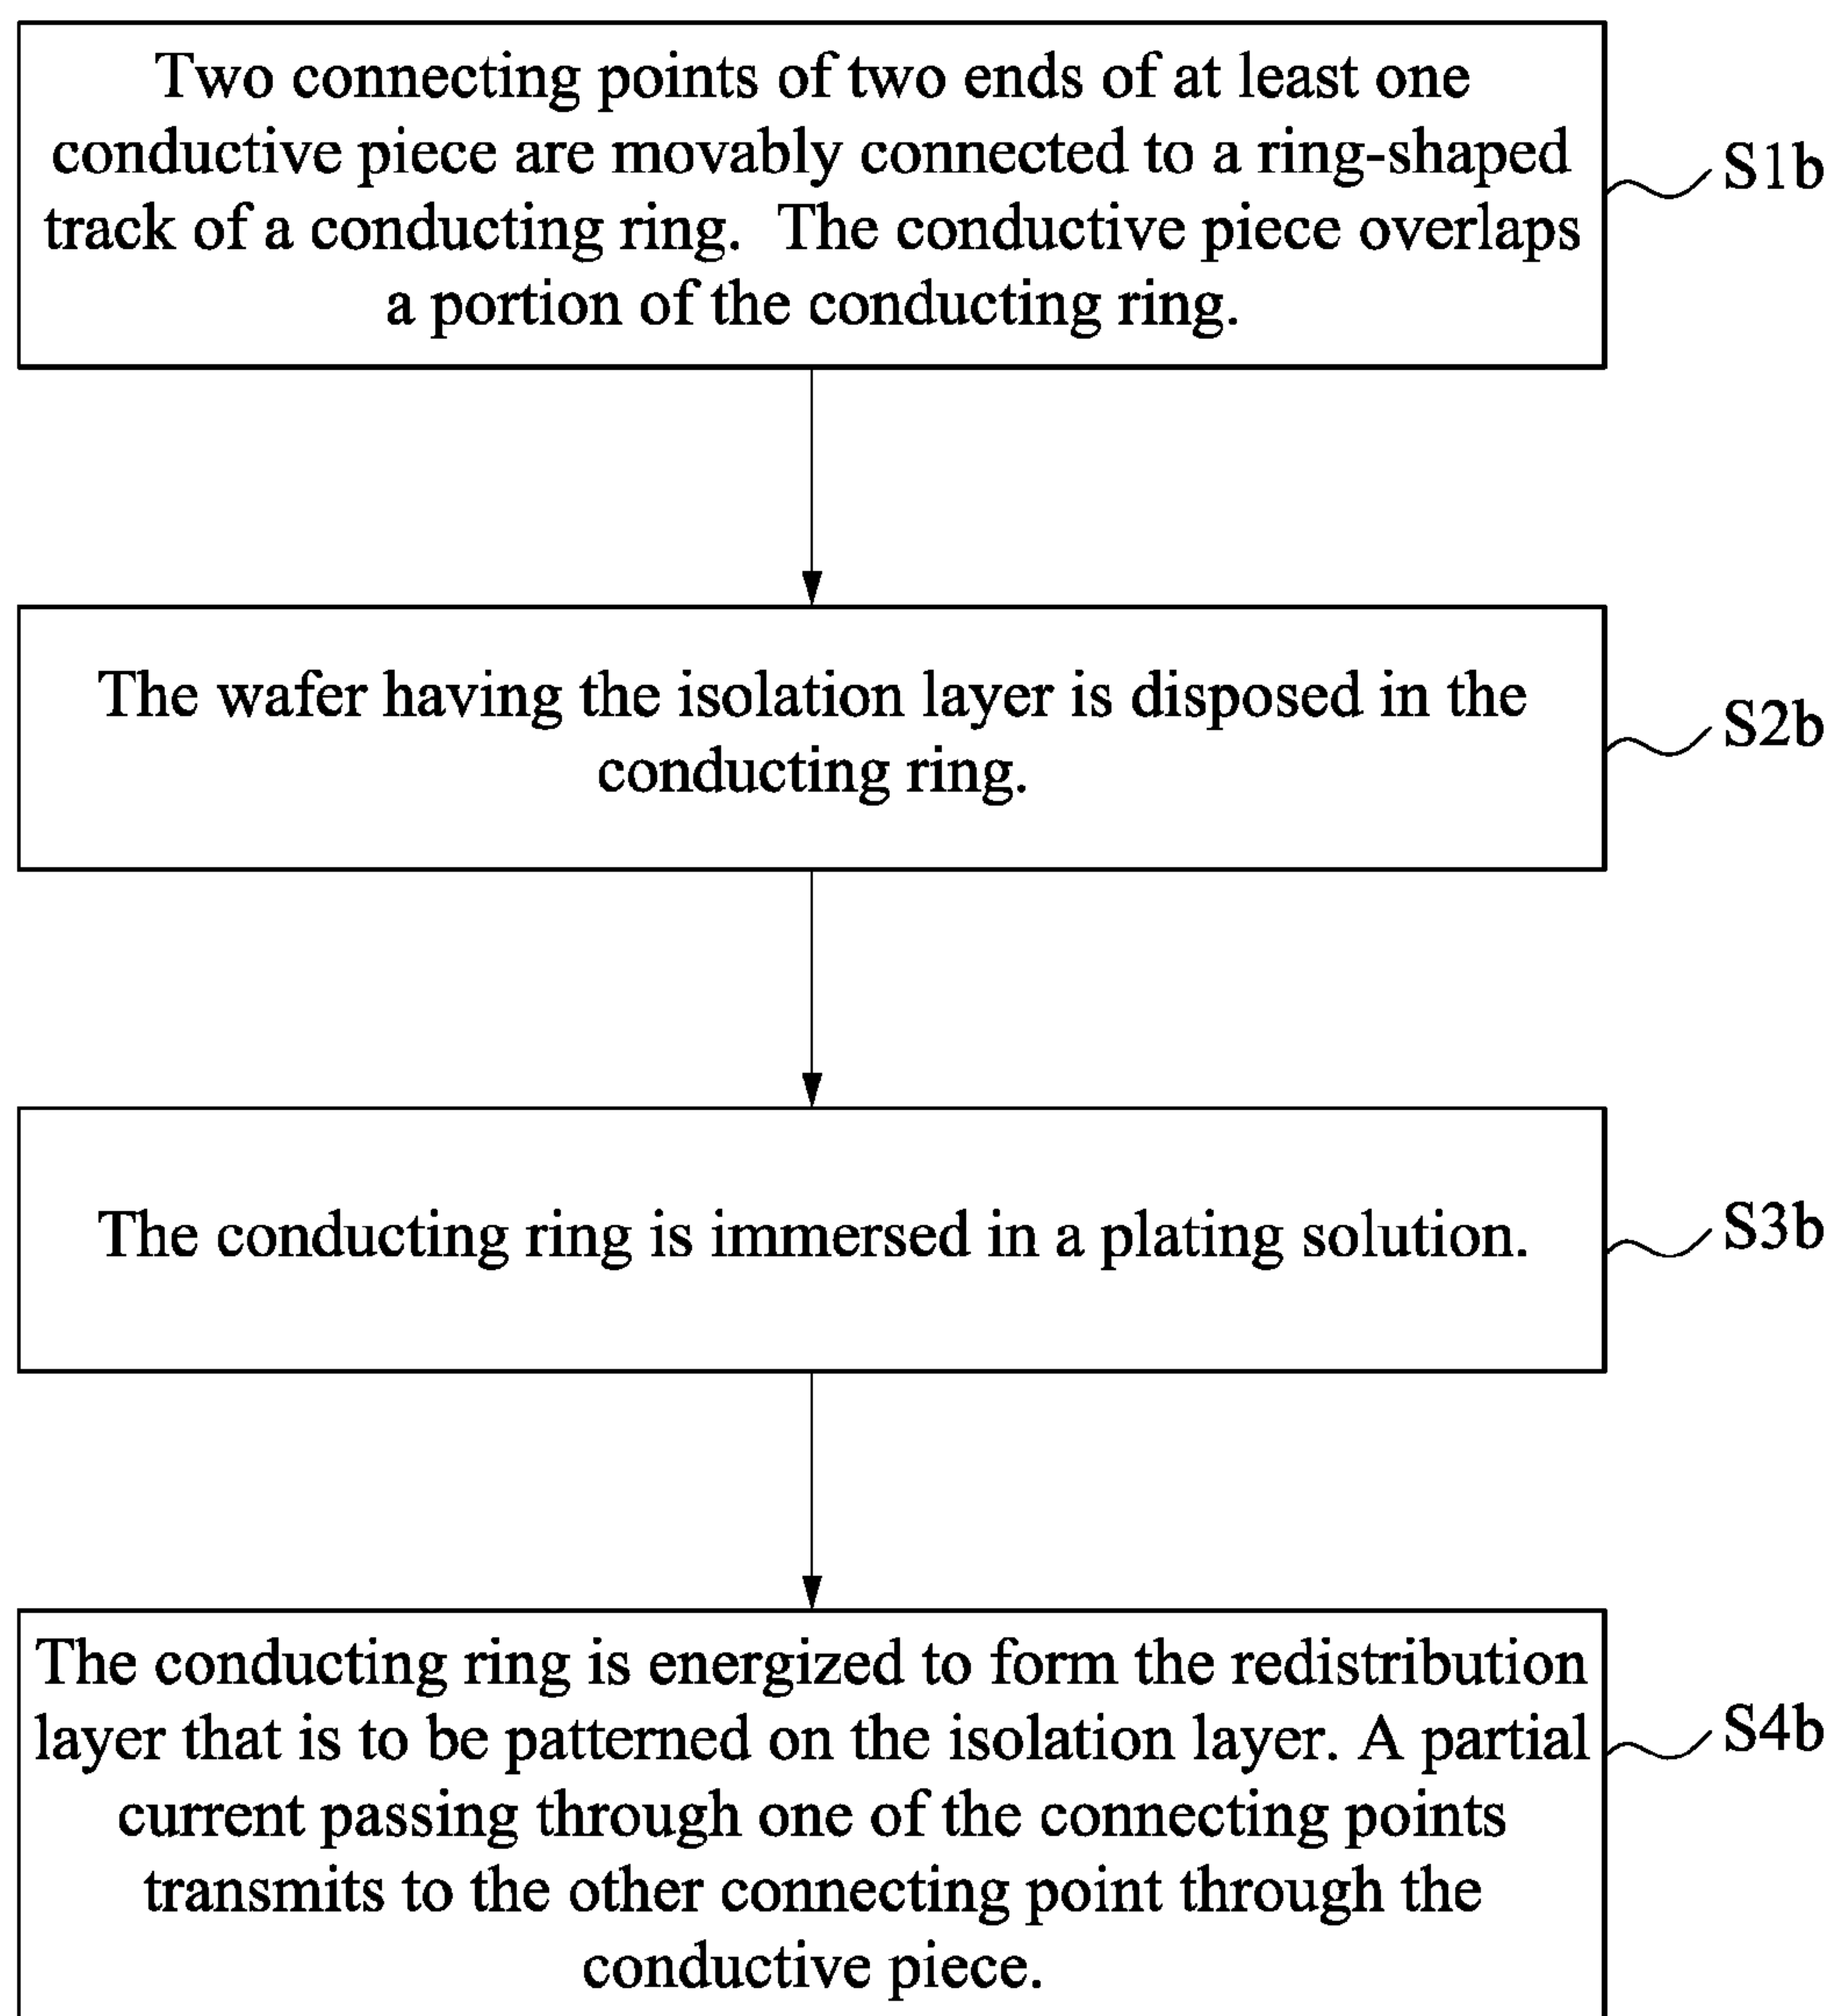 Two connecting points of two ends of at least one
conductive piece are movably connected to a ring-shaped
track of a conducting ring.  The conductive piece overlaps
a portion of the conducting ring.
S1b
The wafer having the isolation layer is disposed in the
conducting ring.
S2b
The conducting ring is immersed in a plating solution.
S3b
The conducting ring is energized to form the redistribution
layer that is to be patterned on the isolation layer. A partial
current passing through one of the connecting points
transmits to the other connecting point through the
conductive piece.
S4b